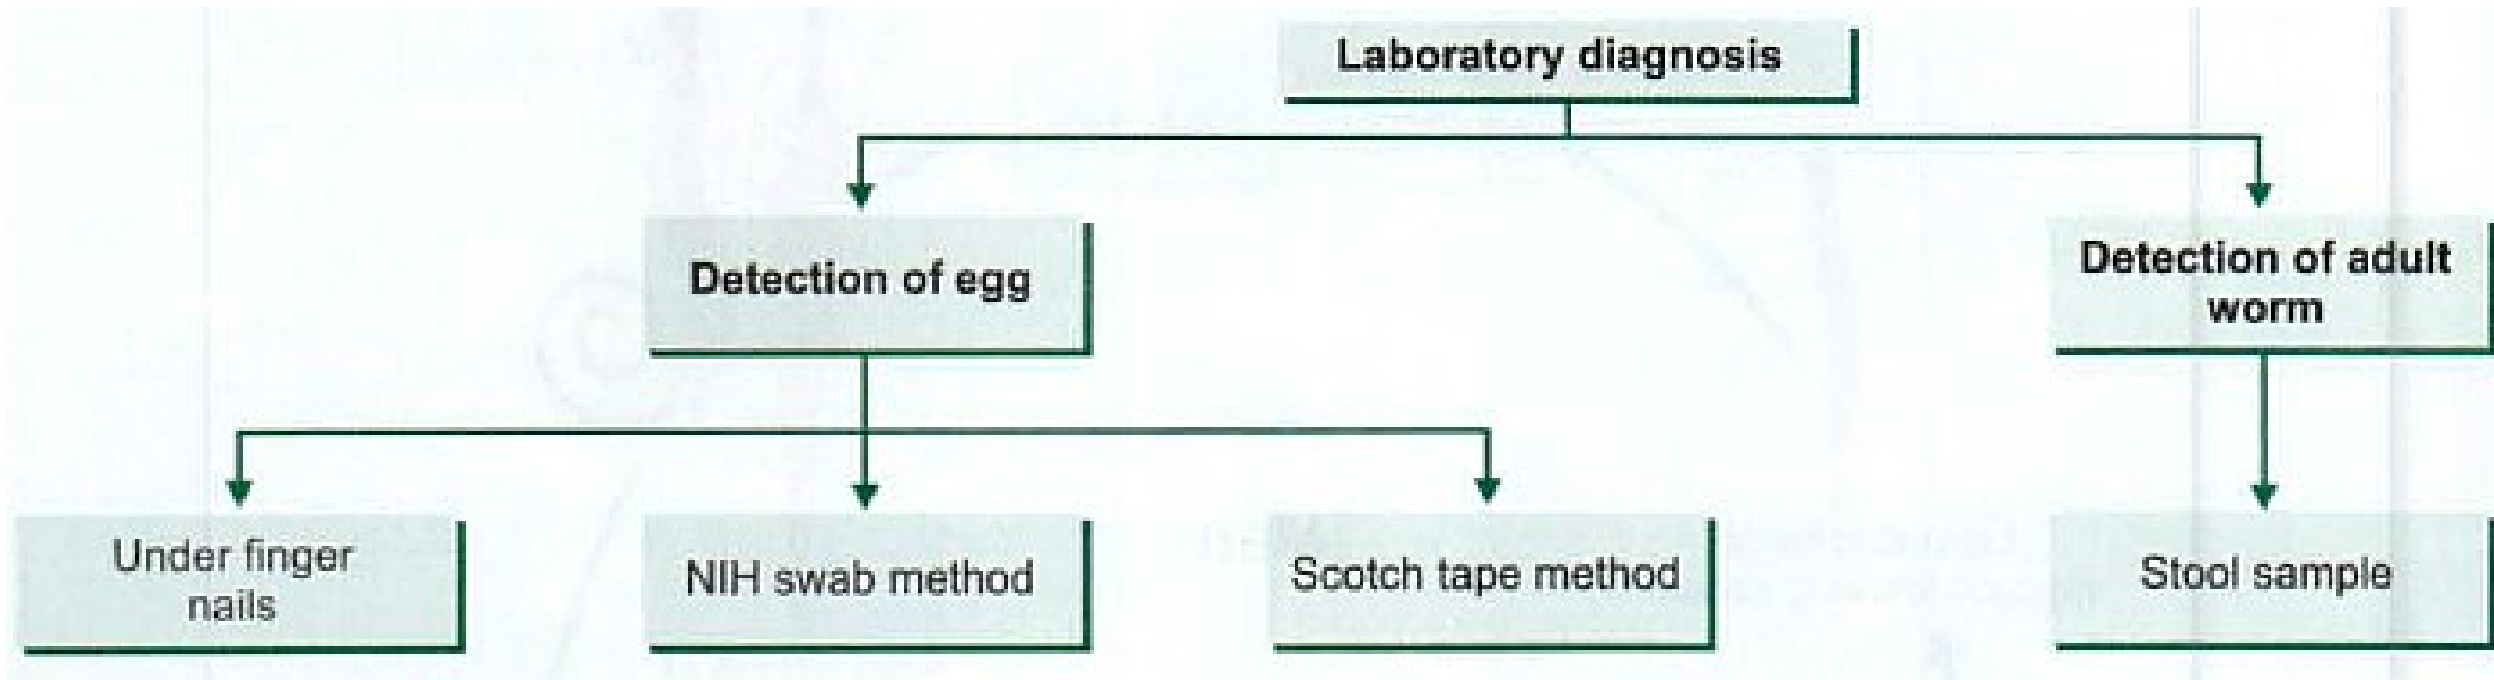 Laboratory diagnosis
Detection of egg
Detection of adult
worm
Under finger
nails
NIH swab method
Scotch tape method
Stool sample